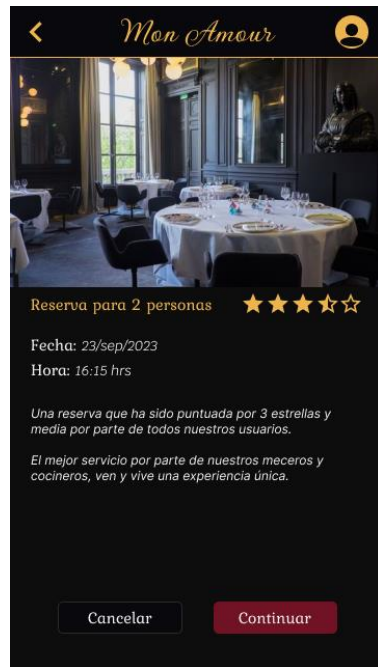 Mon Amour
Reserva para 2 personas
Fecha: 23/sep/2023
Hora: 16:15 hrs
Una reserva que ha sido puntuada por 3 estrellas y
media por parte de todos nuestros usuarios.
El mejor servicio por parte de nuestros meceros y
cocineros, ven y vive una experiencia única.
Cancelar
Continuar